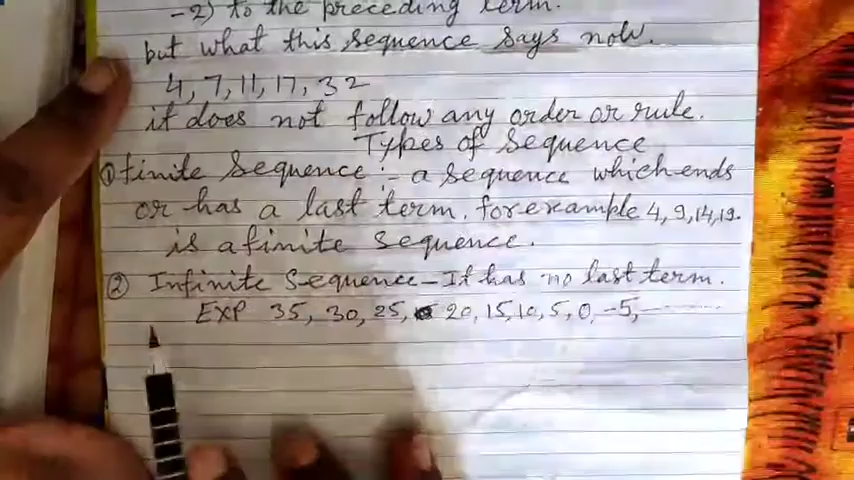 -2) to the preceding term.
but what this sequence says now.
4, 7, 11, 17, 32
it does not follow any order or rule.
Types of Sequence
① finite Sequence :- a sequence which ends
or has a last term. for example 4, 9, 14, 19.
is a finite sequence.
② Infinite Sequence - It has no last term.
EXP 35, 30, 25, 20, 15, 10, 5, 0, -5, ........